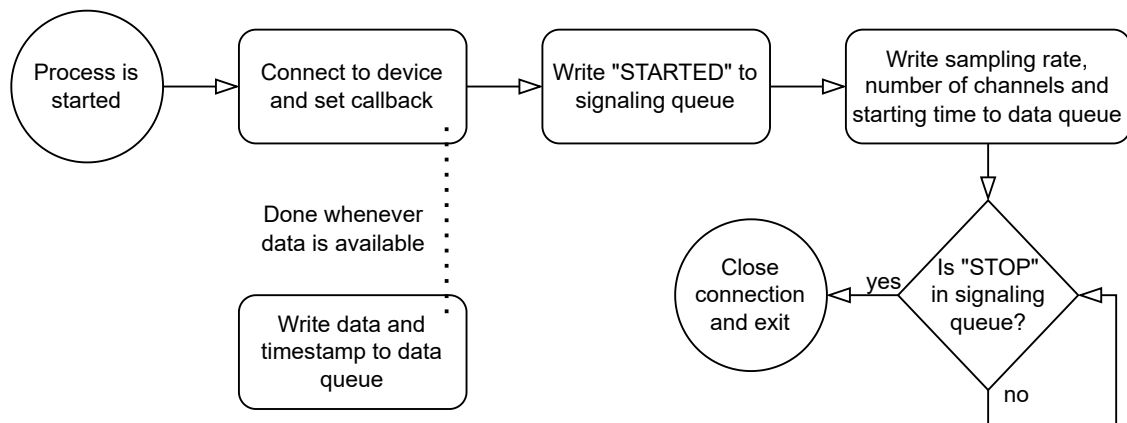 Process is
started
Connect to device
and set callback
Write "STARTED" to
signaling queue
Write sampling rate,
number of channels and
starting time to data queue
Done whenever
data is available
Write data and
timestamp to data
queue
Close
connection
and exit
yes
Is "STOP"
in signaling
queue?
no